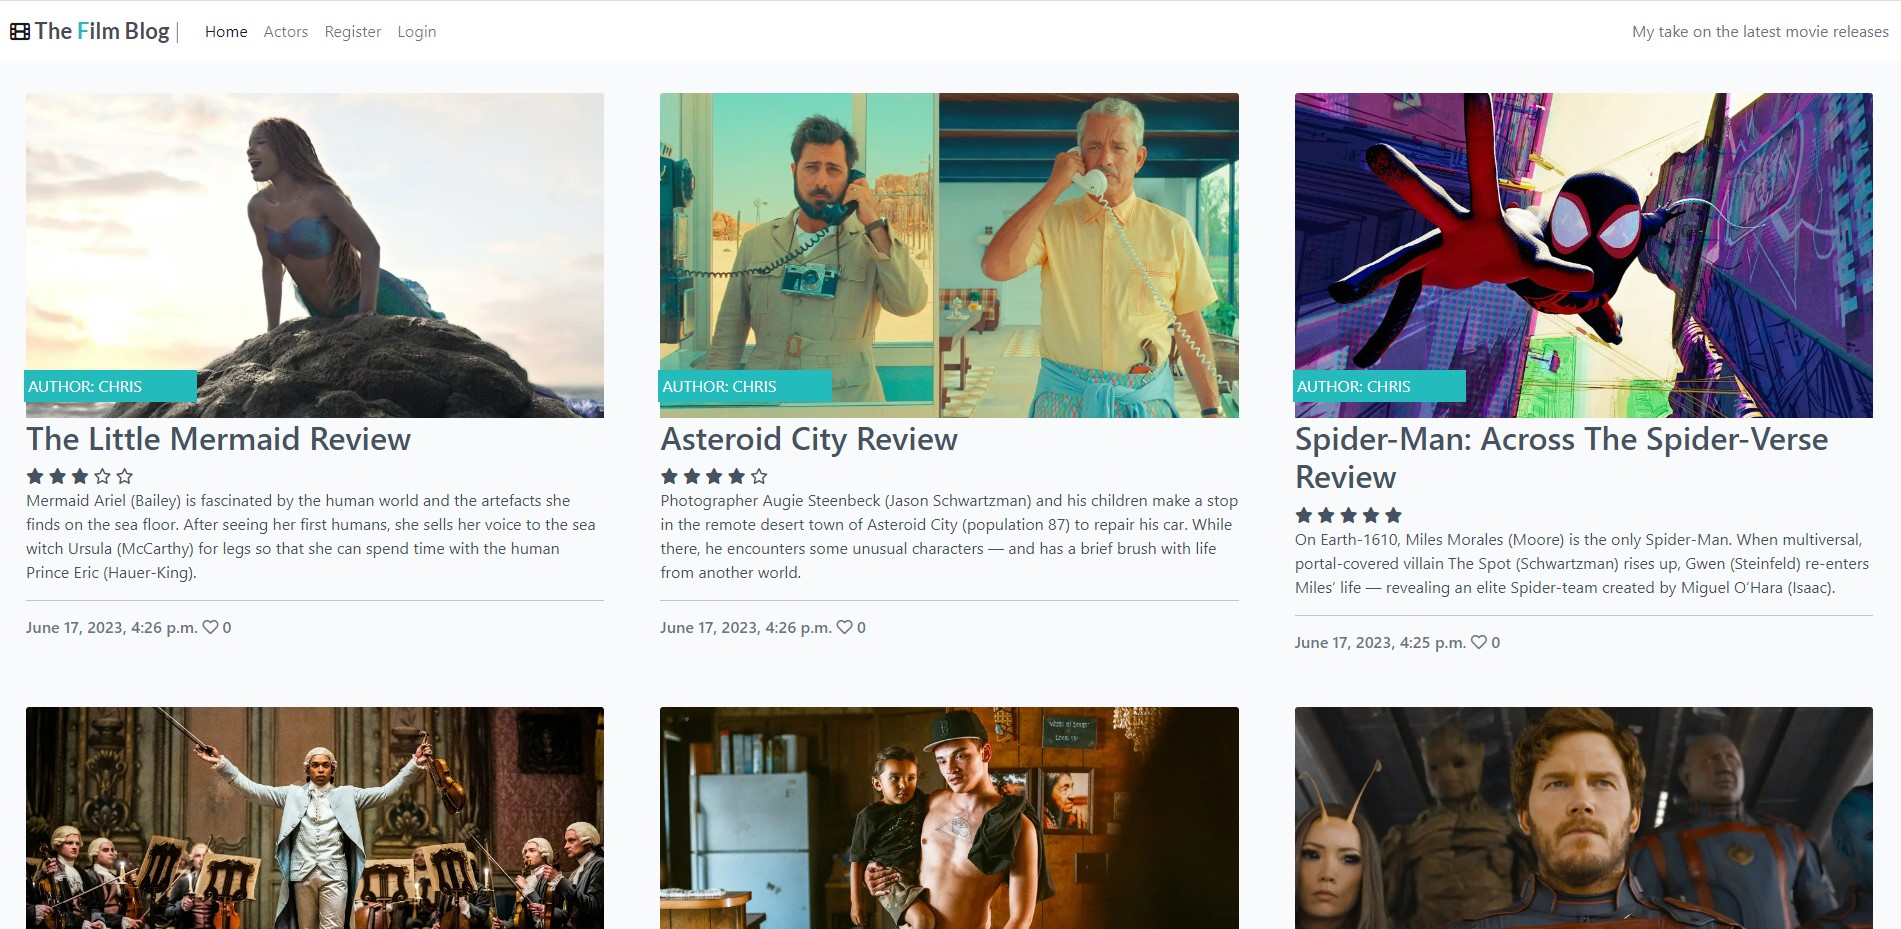 The Film Blog | Home Actors Register Login My take on the latest movie releases
AUTHOR: CHRIS
The Little Mermaid Review
Mermaid Ariel (Bailey) is fascinated by the human world and the artefacts she
finds on the sea floor. After seeing her first humans, she sells her voice to the sea
witch Ursula (McCarthy) for legs so that she can spend time with the human
Prince Eric (Hauer-King).
June 17, 2023, 4:26 p.m. 0
AUTHOR: CHRIS
Asteroid City Review
Photographer Augie Steenbeck (Jason Schwartzman) and his children make a stop
in the remote desert town of Asteroid City (population 87) to repair his car. While
there, he encounters some unusual characters — and has a brief brush with life
from another world.
June 17, 2023, 4:26 p.m. 0
AUTHOR: CHRIS
Spider-Man: Across The Spider-Verse
Review
On Earth-1610, Miles Morales (Moore) is the only Spider-Man. When multiversal,
portal-covered villain The Spot (Schwartzman) rises up, Gwen (Steinfeld) re-enters
Miles’ life — revealing an elite Spider-team created by Miguel O’Hara (Isaac).
June 17, 2023, 4:25 p.m. 0